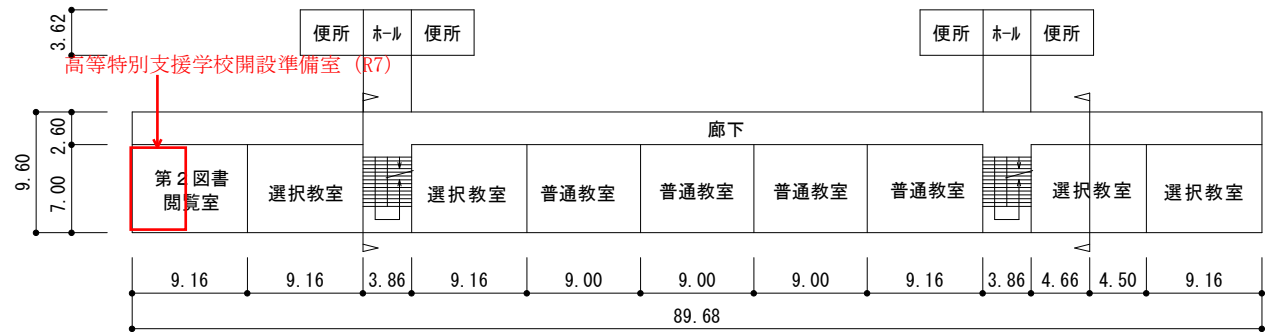 便所 ホール 便所
便所 ホール 便所
3.62
高等特別支援学校開設準備室 (R7)
廊下
9.60
2.60
7.00
第2図書
閲覧室
選択教室
選択教室
普通教室
普通教室
普通教室
普通教室
選択教室
選択教室
9.16 9.16 3.86 9.16 9.00 9.00 9.00 9.16 3.86 4.66 4.50 9.16
89.68